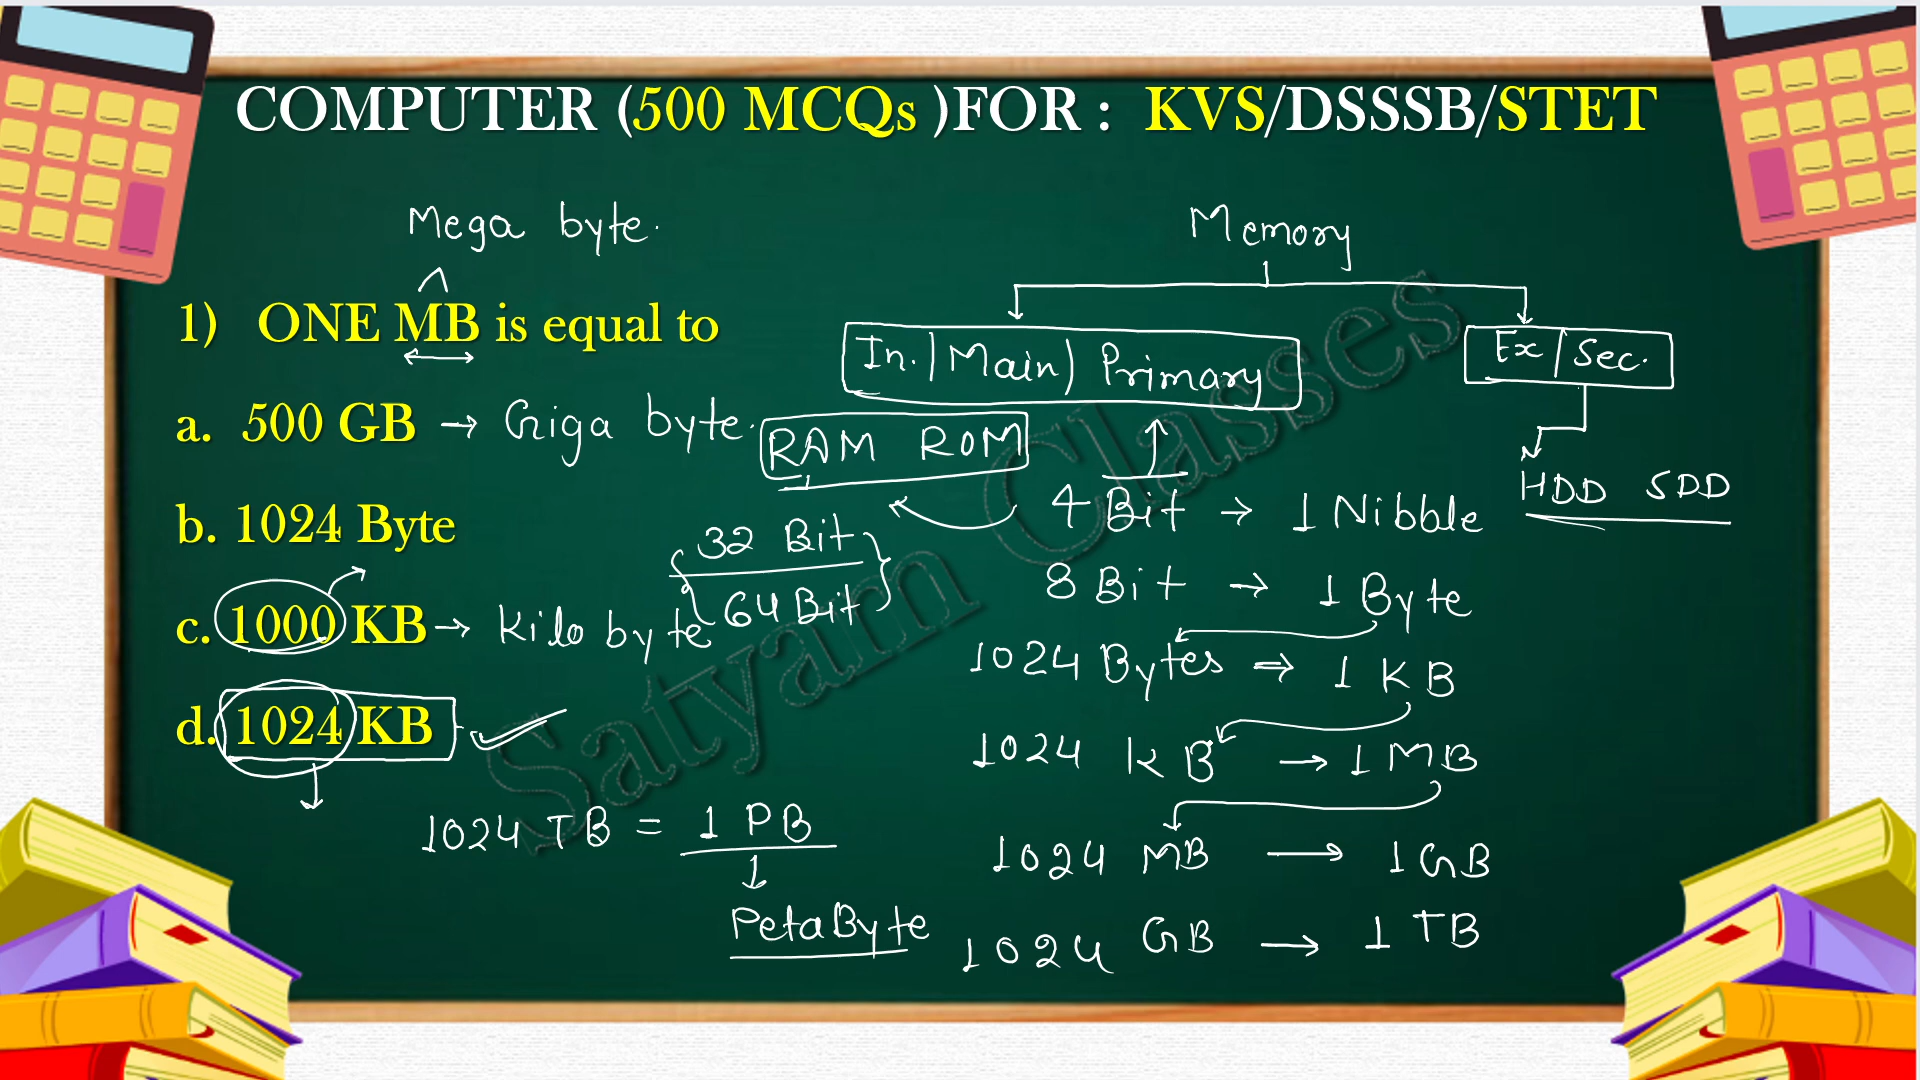 COMPUTER (500 MCQs )FOR : KVS/DSSSB/STET
Mega byte.
1) ONE MB is equal to
a. 500 GB → Giga byte.
b. 1024 Byte
c. 1000 KB → Kilo byte
d. 1024 KB
32 Bit
64 Bit
1024 TB = 1 PB
PetaByte
Memory
In. | Main | Primary
Ex / Sec.
RAM ROM
HDD SDD
4 Bit → 1 Nibble
8 Bit → 1 Byte
1024 Bytes → 1 KB
1024 KB → 1 MB
1024 MB → 1 GB
1024 GB → 1 TB
Satyam Classes